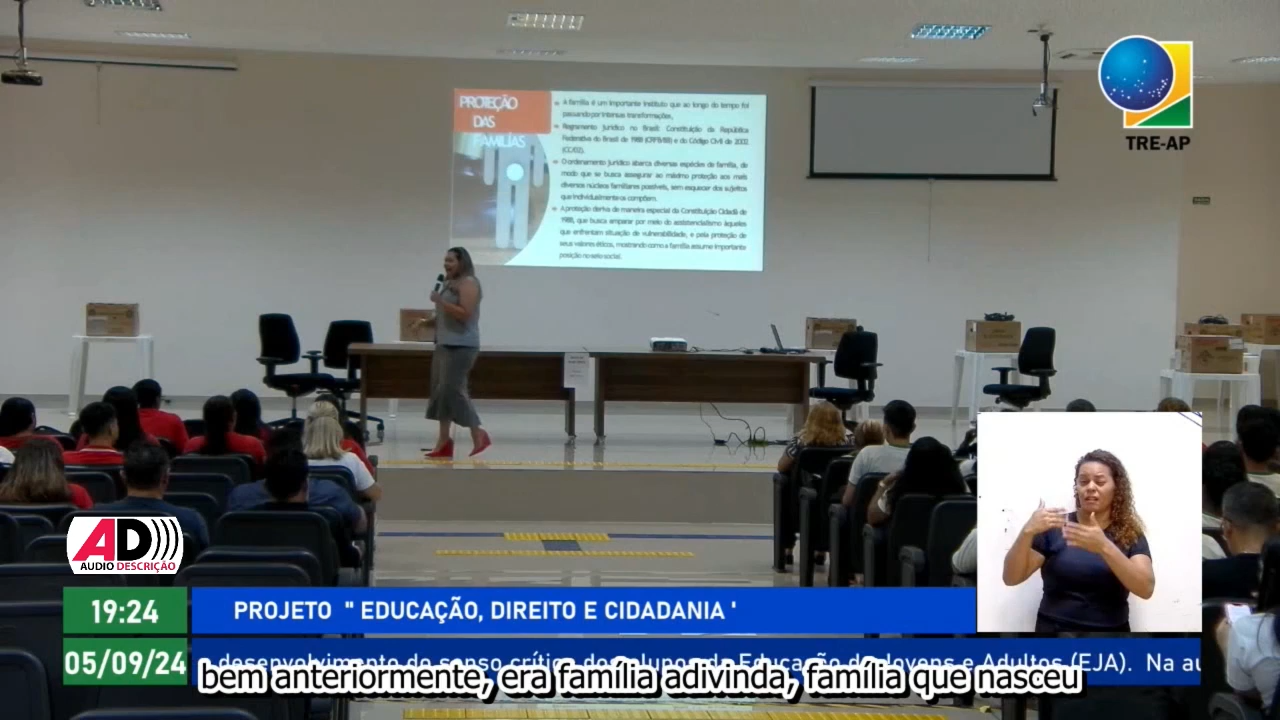 TRE-AP
PROTEÇÃO
DAS
FAMÍLIAS
A família é um importante instituto que ao longo do tempo foi
passando por intensas transformações,
Regramento jurídico no Brasil: Constituição da República
Federativa do Brasil de 1988 (CRFB/88) e do Código Civil de 2002
(CC/02).
O ordenamento jurídico abarca diversas espécies de família, de
modo que se busca assegurar ao máximo proteção aos mais
diversos núcleos familiares possíveis, sem esquecer dos sujeitos
que individualmente os compõem.
A proteção deriva de maneira especial da Constituição Cidadã de
1988, que busca amparar por meio do assistencialismo àqueles
que enfrentam situação de vulnerabilidade, e pela proteção de
seus valores éticos, mostrando como a família assume importante
posição no seio social.
AD
AUDIO DESCRIÇÃO
19:24
PROJETO " EDUCAÇÃO, DIREITO E CIDADANIA '
05/09/24
desenvolvimento do senso crítico dos alunos da Educação de Jovens e Adultos (EJA). Na au
bem anteriormente, era família adivinda, família que nasceu